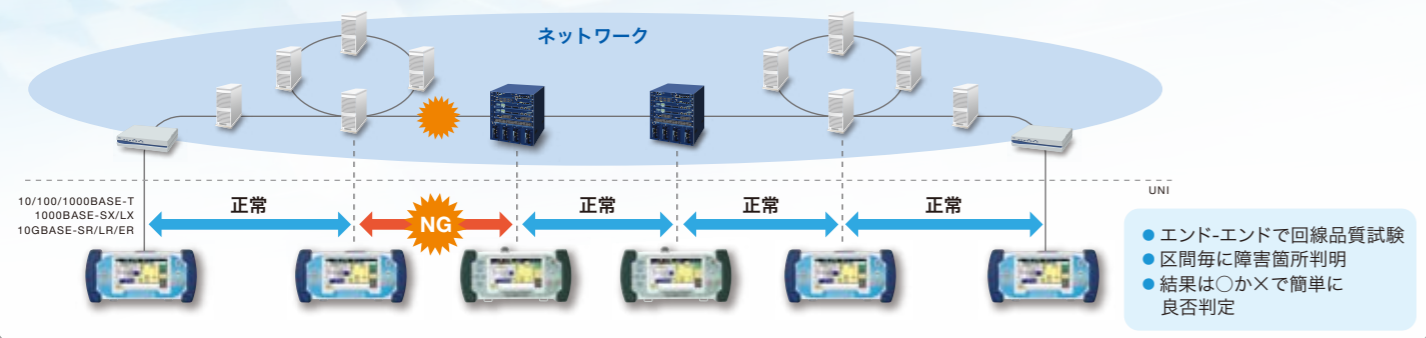 ネットワーク
UNI
10/100/1000BASE-T
1000BASE-SX/LX
10GBASE-SR/LR/ER
正常
NG
正常
正常
正常
● エンド-エンドで回線品質試験
● 区間毎に障害箇所判明
● 結果は○か×で簡単に
良否判定